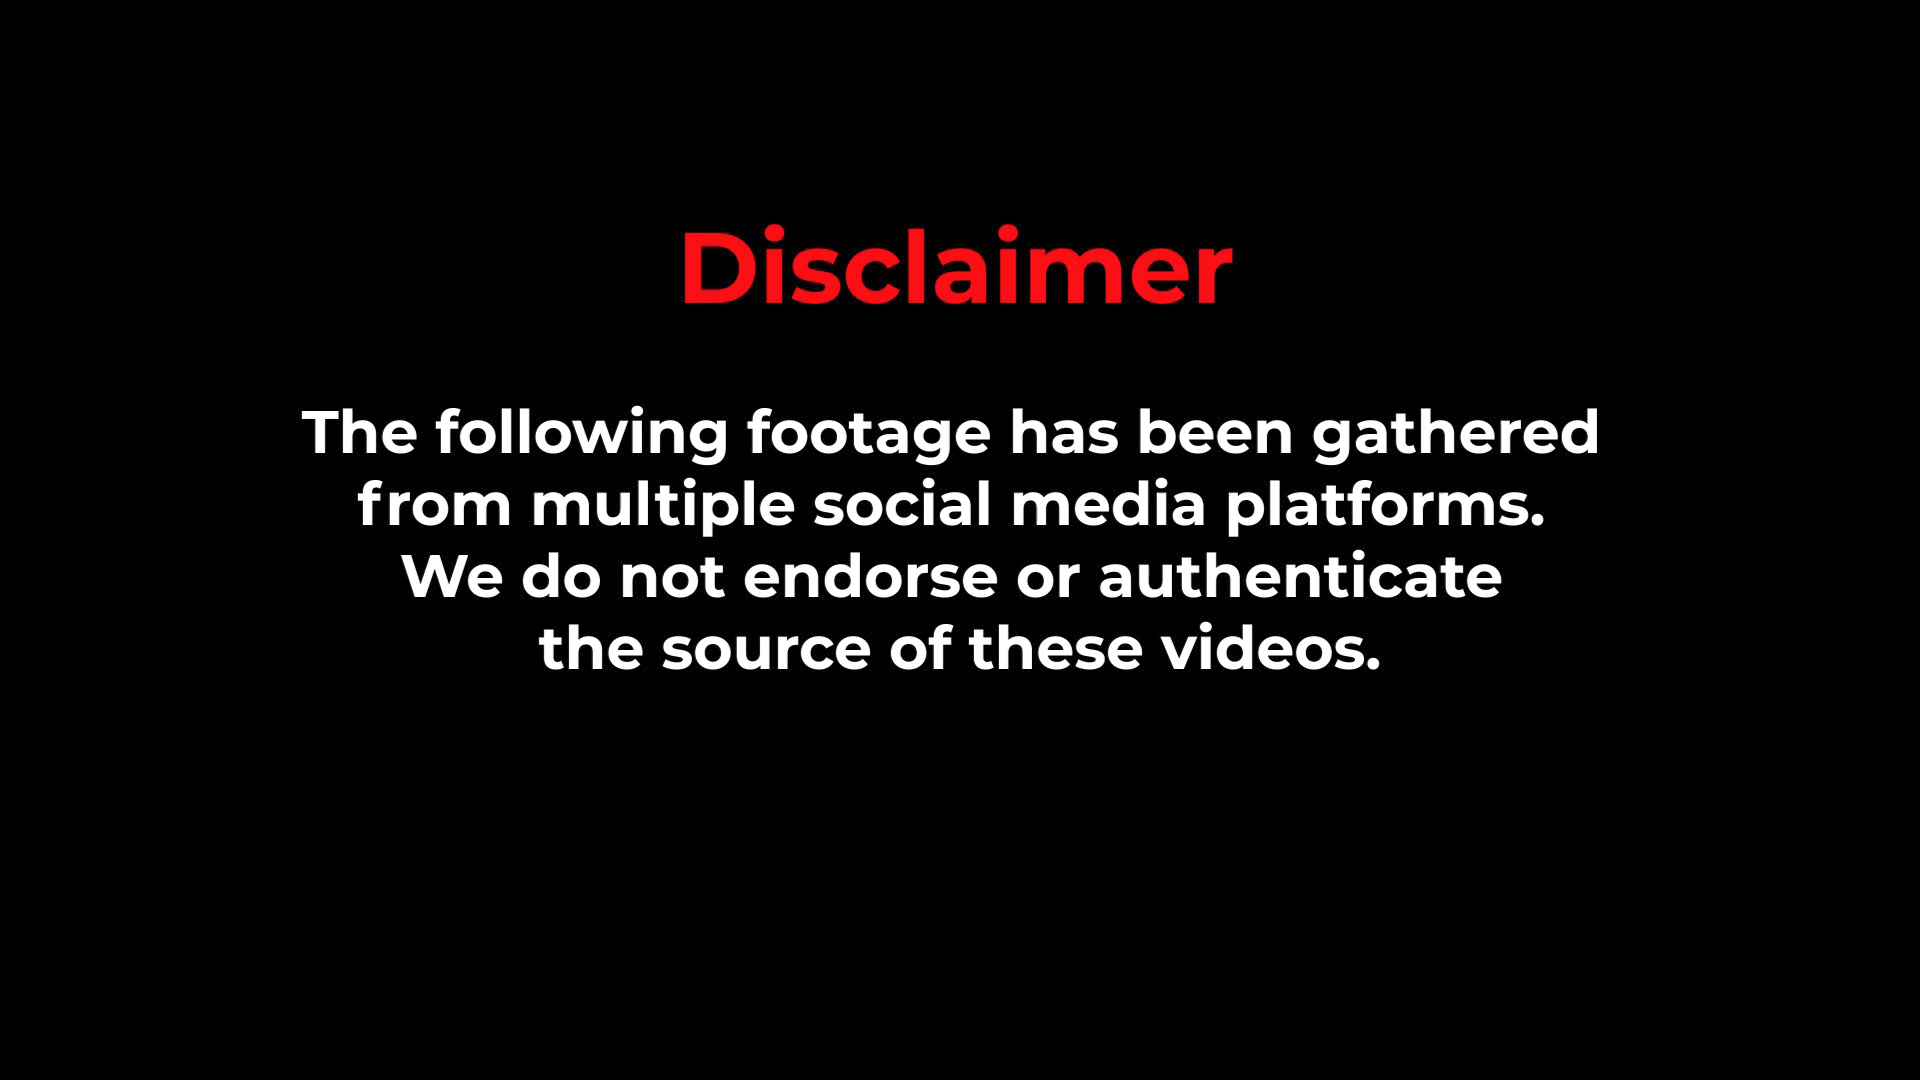 Disclaimer
The following footage has been gathered
from multiple social media platforms.
We do not endorse or authenticate
the source of these videos.